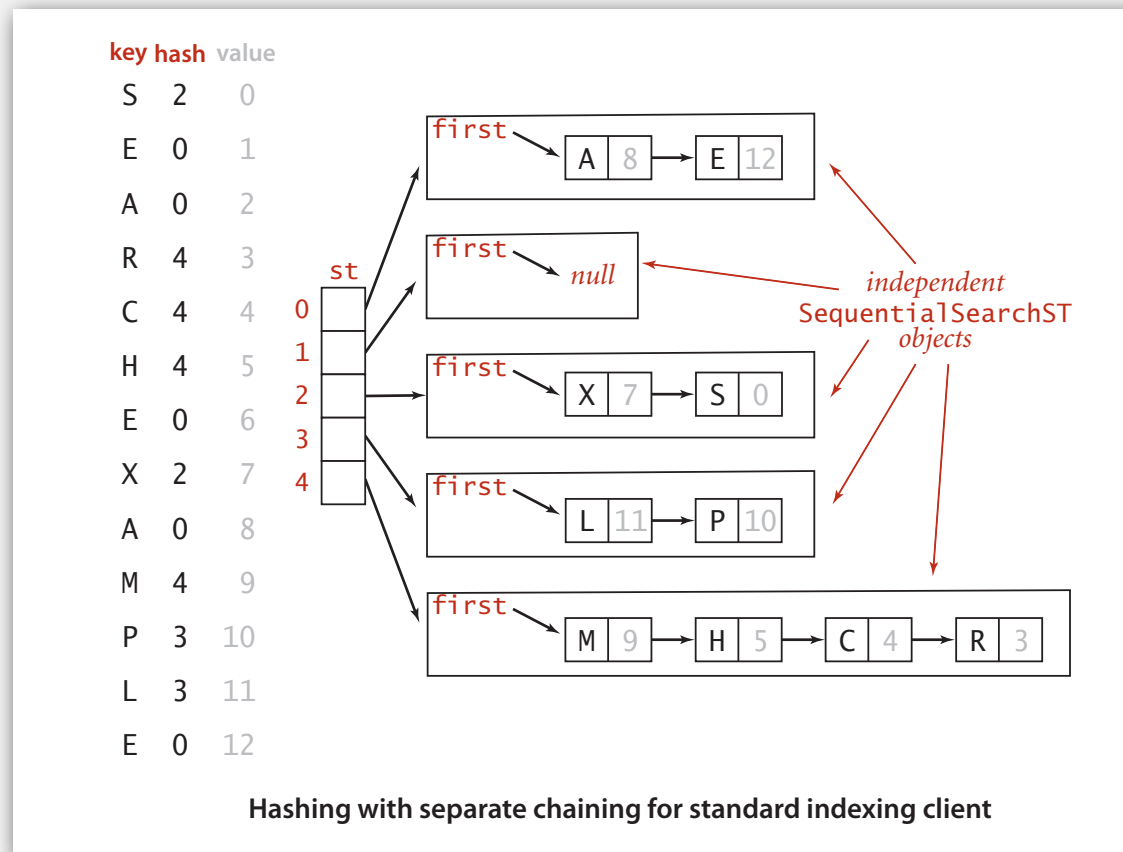 key hash value
S 2 0
E 0 1
A 0 2
R 4 3
C 4 4
H 4 5
E 0 6
X 2 7
A 0 8
M 4 9
P 3 10
L 3 11
E 0 12
st
0
1
2
3
4
first
A 8 E 12
first
null
first
X 7 S 0
first
L 11 P 10
first
M 9 H 5 C 4 R 3
independent
SequentialSearchST
objects
Hashing with separate chaining for standard indexing client